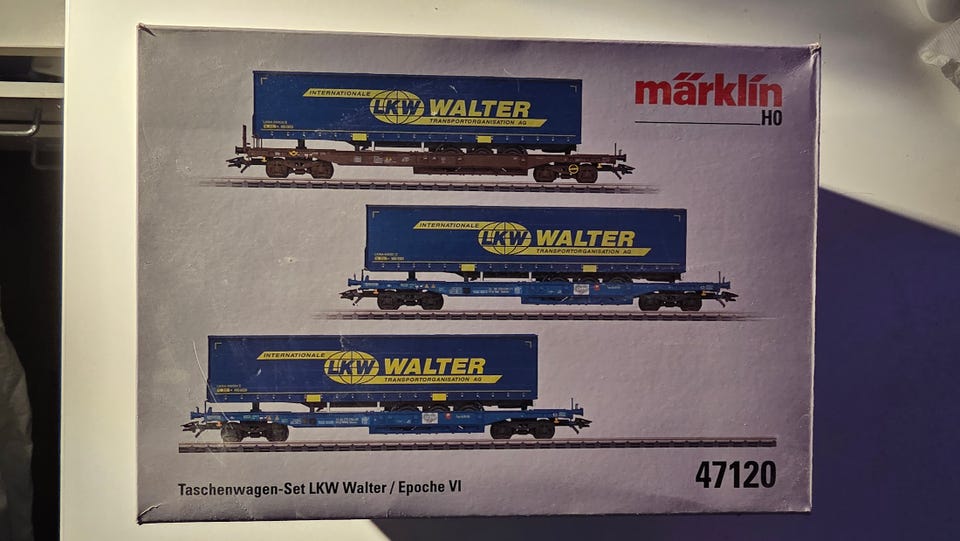 INTERNATIONALE
LKW WALTER
TRANSPORTORGANISATION AG
märklin
H0
INTERNATIONALE
LKW WALTER
TRANSPORTORGANISATION AG
INTERNATIONALE
LKW WALTER
TRANSPORTORGANISATION AG
Taschenwagen-Set LKW Walter / Epoche VI
47120